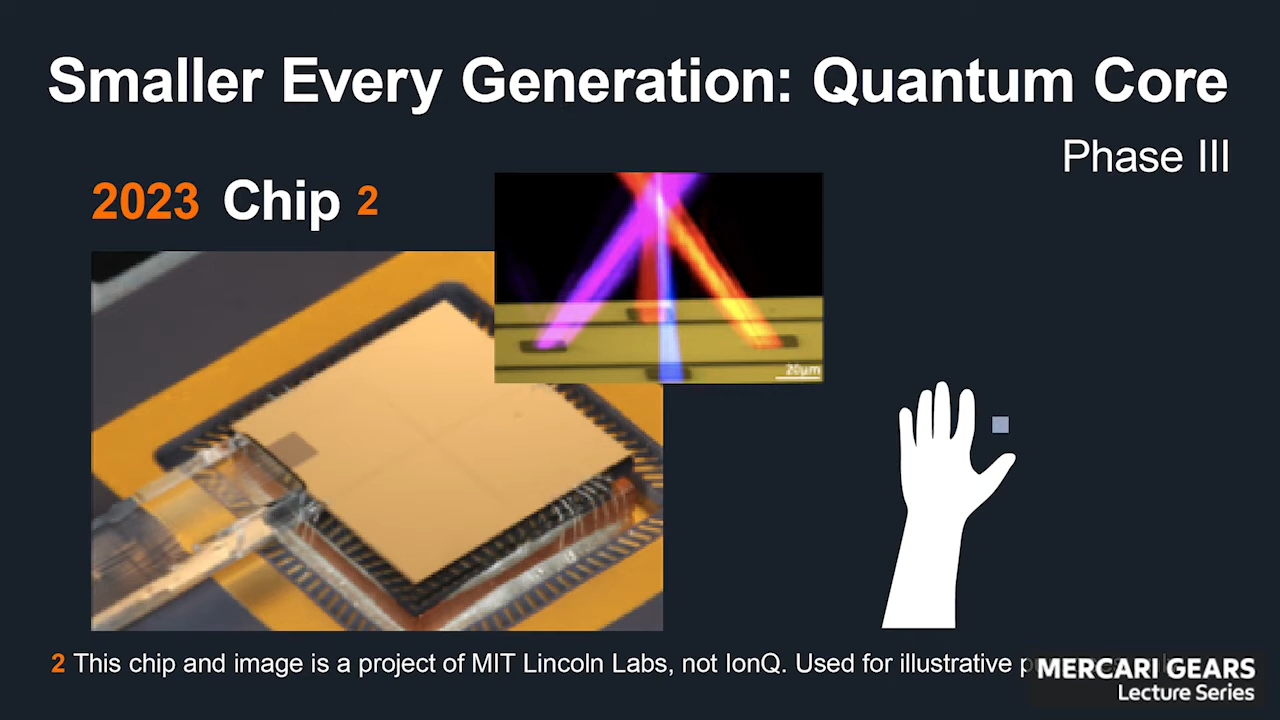 Smaller Every Generation: Quantum Core
Phase III
2023 Chip 2
20µm
2 This chip and image is a project of MIT Lincoln Labs, not IonQ. Used for illustrative
MERCARI GEARS
Lecture Series